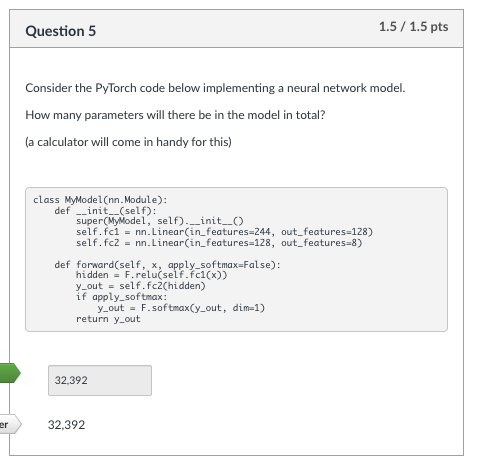 Question 5
1.5 / 1.5 pts
Consider the PyTorch code below implementing a neural network model.
How many parameters will there be in the model in total?
(a calculator will come in handy for this)
class MyModel(nn.Module):
    def __init__(self):
        super(MyModel, self).__init__()
        self.fc1 = nn.Linear(in_features=244, out_features=128)
        self.fc2 = nn.Linear(in_features=128, out_features=8)
    def forward(self, x, apply_softmax=False):
        hidden = F.relu(self.fc1(x))
        y_out = self.fc2(hidden)
        if apply_softmax:
            y_out = F.softmax(y_out, dim=1)
        return y_out
32,392
er
32,392